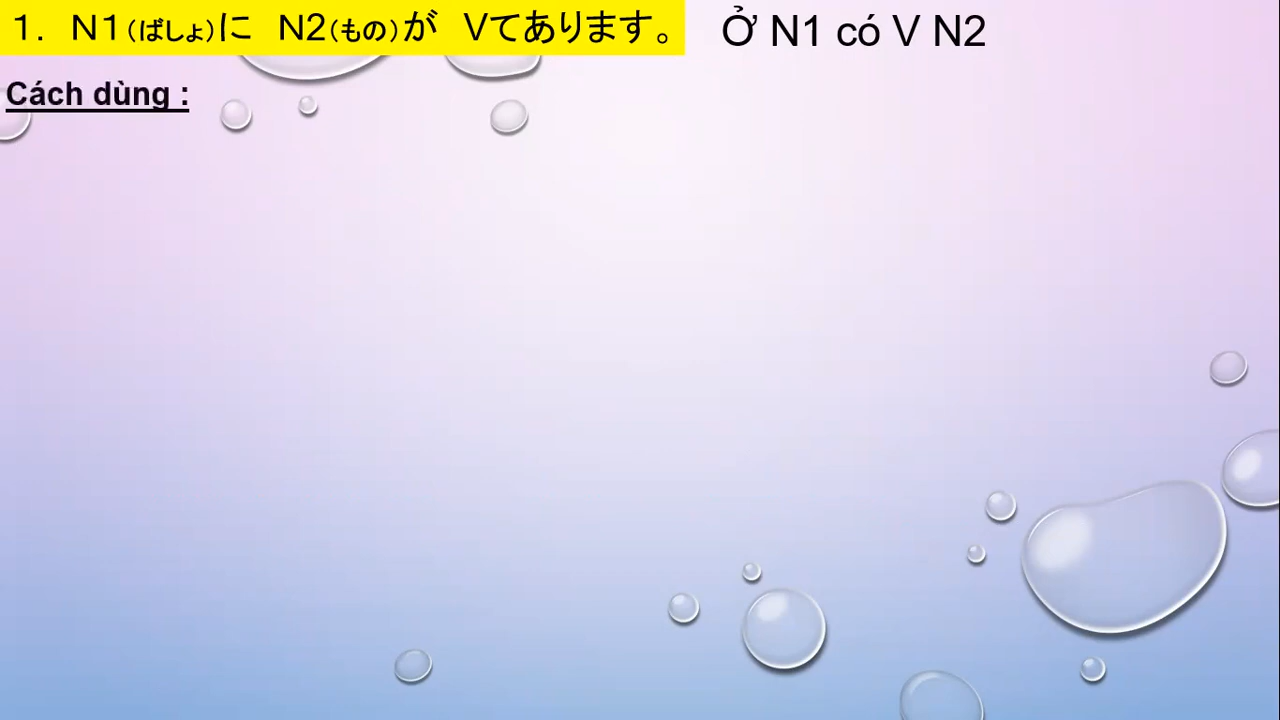 １．　Ｎ１（ばしょ）に　Ｎ2（もの）が　Ｖてあります。　Ở N1 có V N2
Cách dùng :